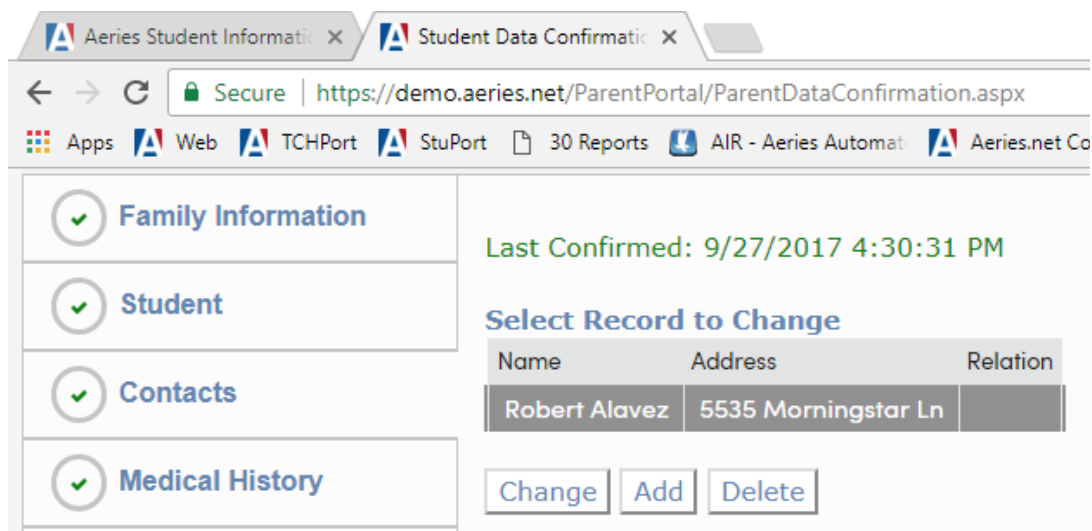 Aeries Student Informatic
Student Data Confirmatic
Secure https://demo.aeries.net/ParentPortal/ParentDataConfirmation.aspx
Apps Web TCHPort StuPort 30 Reports AIR - Aeries Automat Aeries.net Co
Family Information
Student
Contacts
Medical History
Last Confirmed: 9/27/2017 4:30:31 PM
Select Record to Change
Name Address Relation
Robert Alavez 5535 Morningstar Ln
Change Add Delete